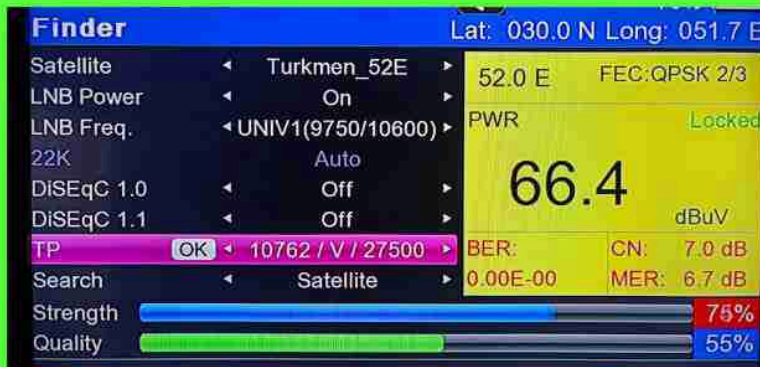 Finder
Lat: 030.0 N Long: 051.7 E
Satellite Turkmen_52E
LNB Power On
LNB Freq. UNIV1(9750/10600)
22K Auto
DiSEqC 1.0 Off
DiSEqC 1.1 Off
TP OK 10762 / V / 27500
Search Satellite
52.0 E FEC:QPSK 2/3
PWR Locked
66.4
dBuV
BER: CN: 7.0 dB
0.00E-00 MER: 6.7 dB
Strength
Quality 55%